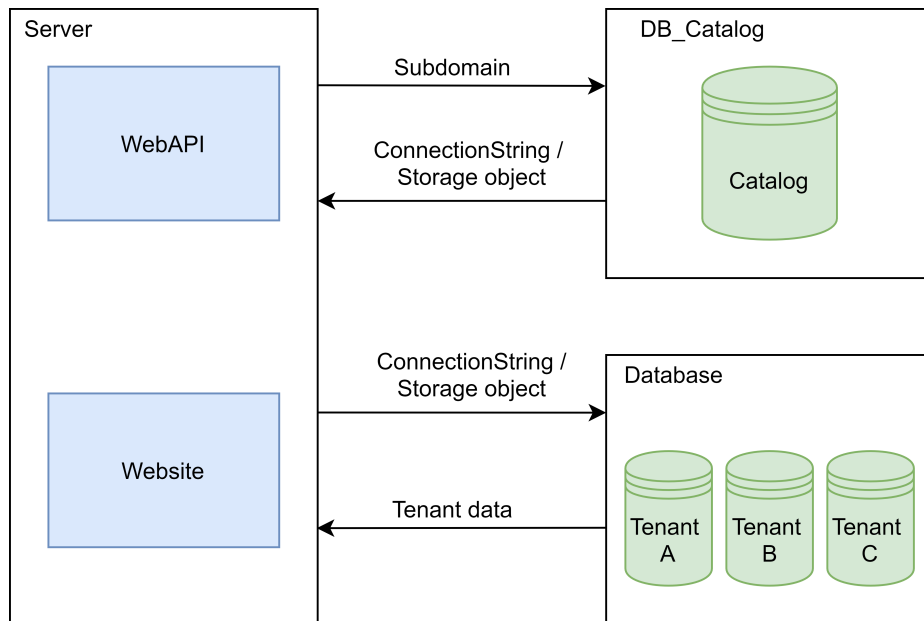 Server
WebAPI
Subdomain
ConnectionString /
Storage object
DB_Catalog
Catalog
Website
ConnectionString /
Storage object
Tenant data
Database
Tenant
A
Tenant
B
Tenant
C